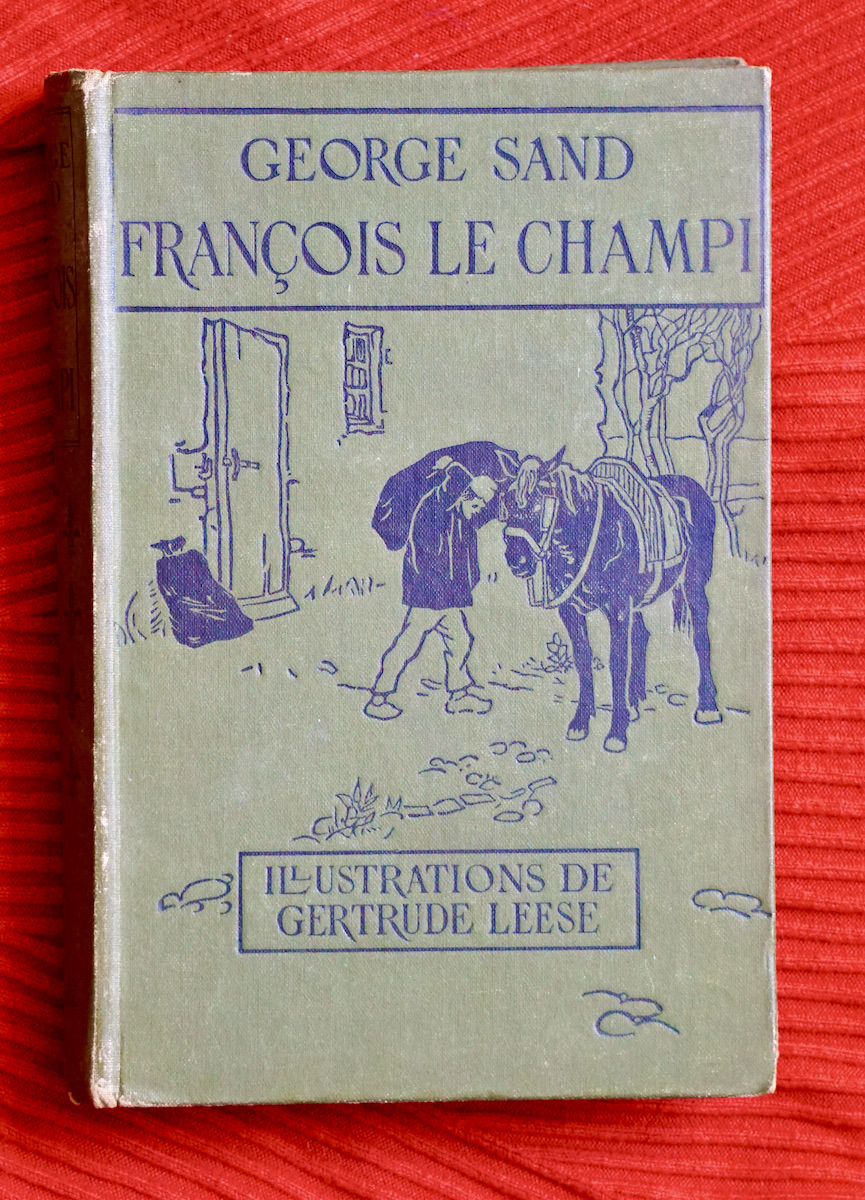 GEORGE SAND
FRANÇOIS LE CHAMPI
ILLUSTRATIONS DE
GERTRUDE LEESE